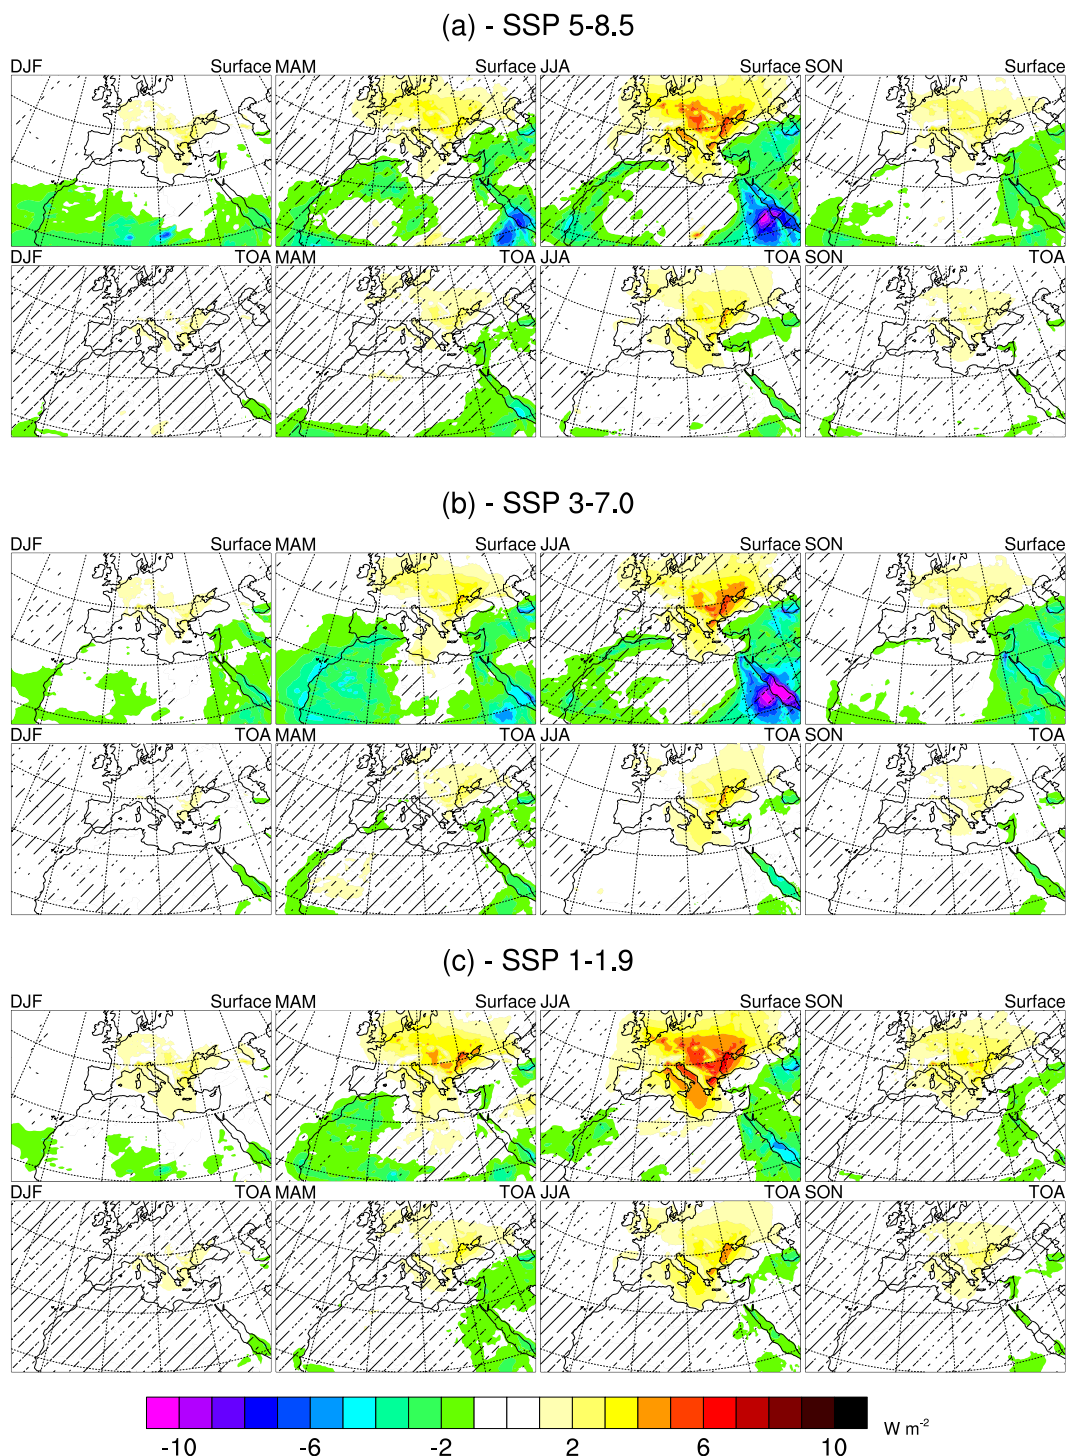 (a) - SSP 5-8.5
DJF Surface MAM Surface JJA Surface SON Surface
DJF TOA MAM TOA JJA TOA SON TOA
(b) - SSP 3-7.0
DJF Surface MAM Surface JJA Surface SON Surface
DJF TOA MAM TOA JJA TOA SON TOA
(c) - SSP 1-1.9
DJF Surface MAM Surface JJA Surface SON Surface
DJF TOA MAM TOA JJA TOA SON TOA
-10 -6 -2 2 6 10 W m⁻²